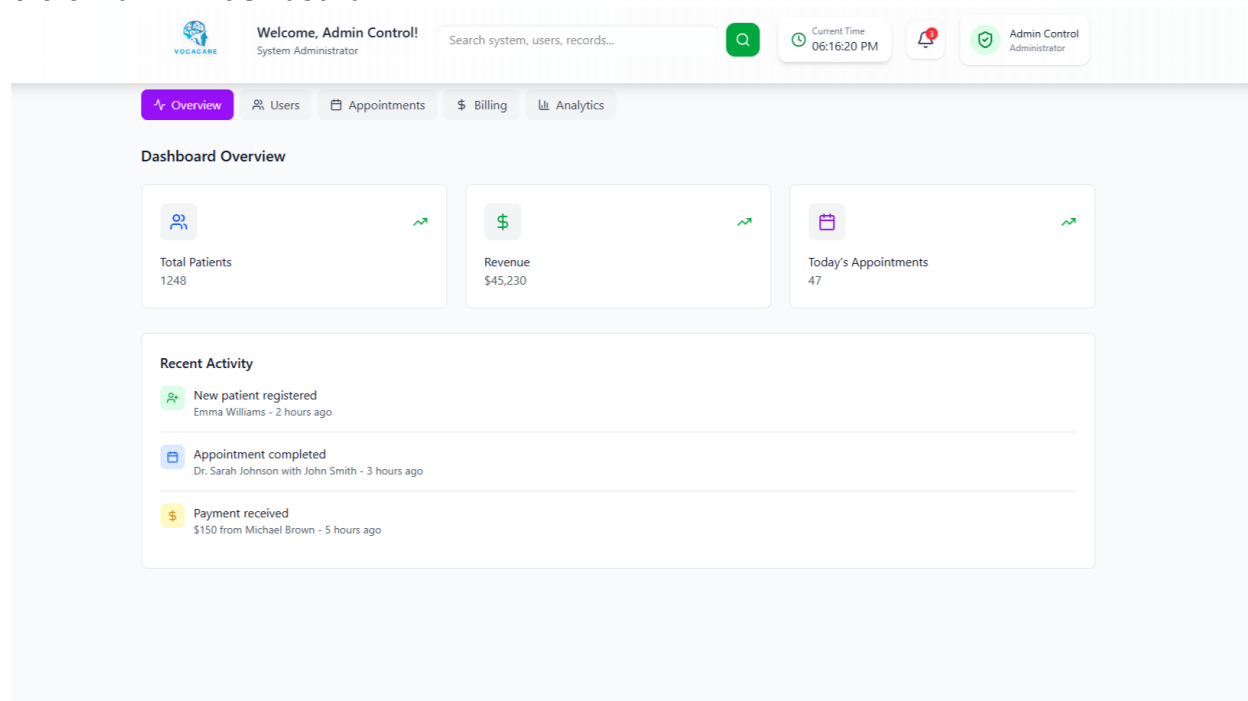 VOCACARE
Welcome, Admin Control!
System Administrator
Search system, users, records...
Current Time
06:16:20 PM
3
Admin Control
Administrator
Overview
Users
Appointments
$ Billing
Analytics
Dashboard Overview
$
Total Patients
1248
Revenue
$45,230
Today's Appointments
47
Recent Activity
New patient registered
Emma Williams - 2 hours ago
Appointment completed
Dr. Sarah Johnson with John Smith - 3 hours ago
$
Payment received
$150 from Michael Brown - 5 hours ago